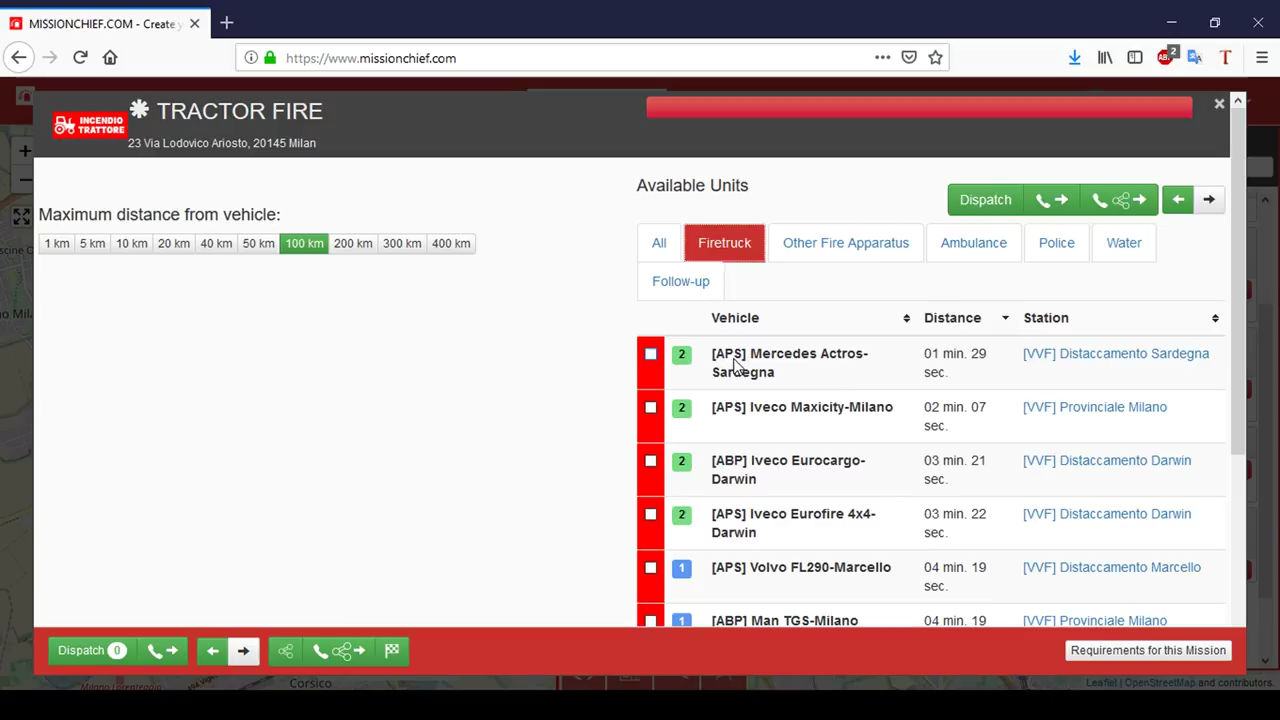 MISSIONCHIEF.COM - Create y
https://www.missionchief.com
2
T
INCENDIO
TRATTORE
TRACTOR FIRE
23 Via Lodovico Ariosto, 20145 Milan
Maximum distance from vehicle:
1 km 5 km 10 km 20 km 40 km 50 km 100 km 200 km 300 km 400 km
Available Units
Dispatch
All Firetruck Other Fire Apparatus Ambulance Police Water
Follow-up
Vehicle Distance Station
2 [APS] Mercedes Actros- 01 min. 29 [VVF] Distaccamento Sardegna
Sardegna sec.
2 [APS] Iveco Maxicity-Milano 02 min. 07 [VVF] Provinciale Milano
sec.
2 [ABP] Iveco Eurocargo- 03 min. 21 [VVF] Distaccamento Darwin
Darwin sec.
2 [APS] Iveco Eurofire 4x4- 03 min. 22 [VVF] Distaccamento Darwin
Darwin sec.
1 [APS] Volvo FL290-Marcello 04 min. 19 [VVF] Distaccamento Marcello
sec.
1 [ABP] Man TGS-Milano 04 min. 19 [VVF] Provinciale Milano
Dispatch 0
Requirements for this Mission
Corsico
Leaflet | OpenStreetMap and contributors